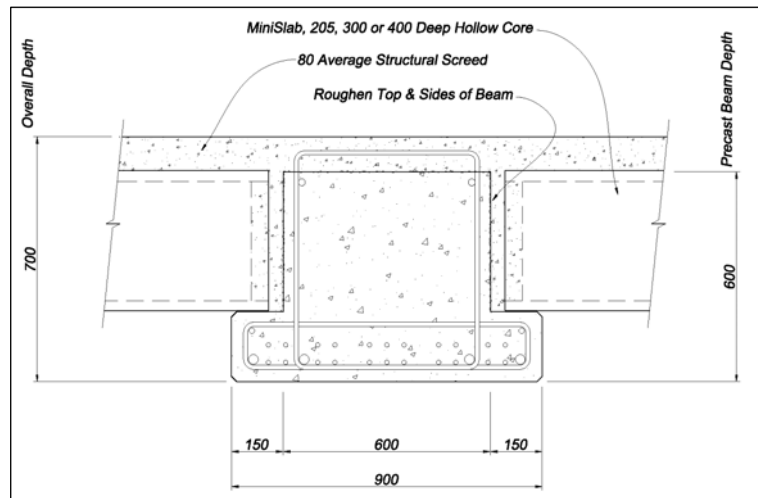 MiniSlab, 205, 300 or 400 Deep Hollow Core
80 Average Structural Screed
Roughen Top & Sides of Beam
Overall Depth
Precast Beam Depth
700
600
150
600
150
900